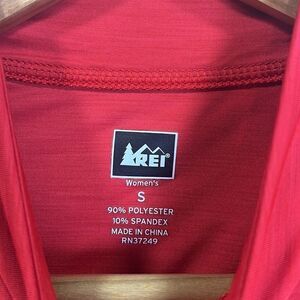 REI®
Women's
S
90% POLYESTER
10% SPANDEX
MADE IN CHINA
RN37249